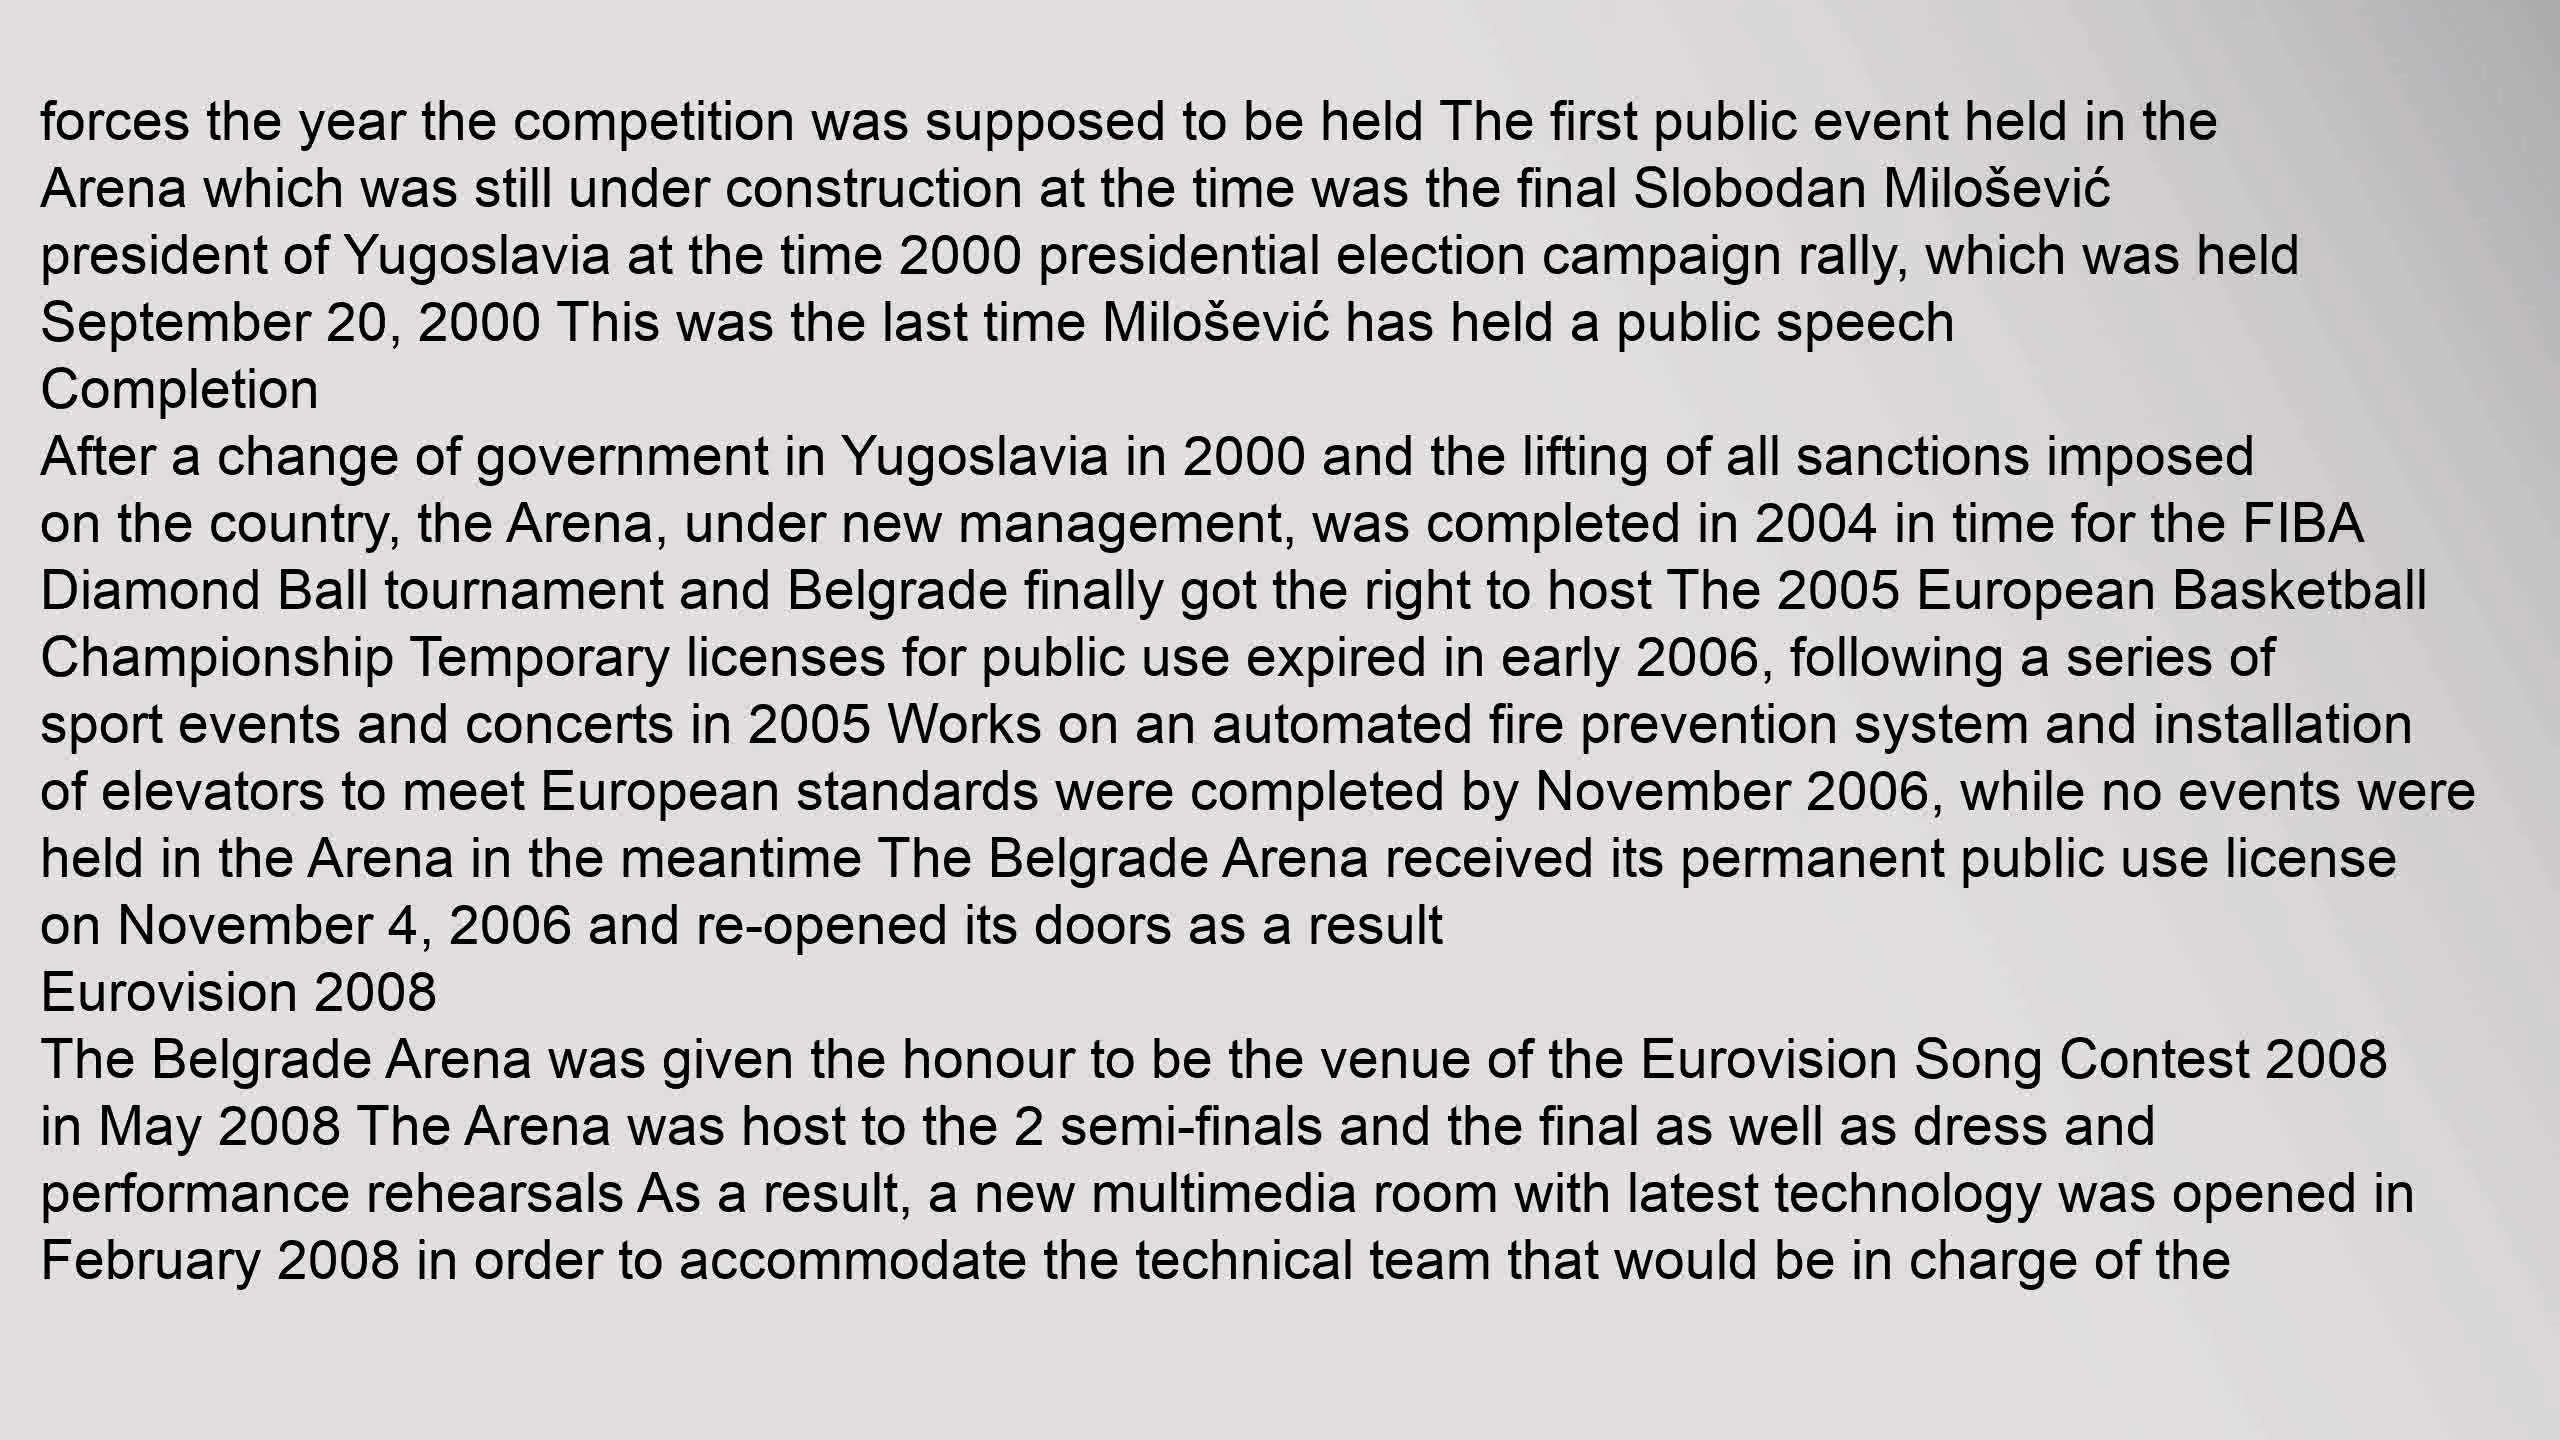 forces the year the competition was supposed to be held The first public event held in the
Arena which was still under construction at the time was the final Slobodan Milošević
president of Yugoslavia at the time 2000 presidential election campaign rally, which was held
September 20, 2000 This was the last time Milošević has held a public speech
Completion
After a change of government in Yugoslavia in 2000 and the lifting of all sanctions imposed
on the country, the Arena, under new management, was completed in 2004 in time for the FIBA
Diamond Ball tournament and Belgrade finally got the right to host The 2005 European Basketball
Championship Temporary licenses for public use expired in early 2006, following a series of
sport events and concerts in 2005 Works on an automated fire prevention system and installation
of elevators to meet European standards were completed by November 2006, while no events were
held in the Arena in the meantime The Belgrade Arena received its permanent public use license
on November 4, 2006 and re-opened its doors as a result
Eurovision 2008
The Belgrade Arena was given the honour to be the venue of the Eurovision Song Contest 2008
in May 2008 The Arena was host to the 2 semi-finals and the final as well as dress and
performance rehearsals As a result, a new multimedia room with latest technology was opened in
February 2008 in order to accommodate the technical team that would be in charge of the